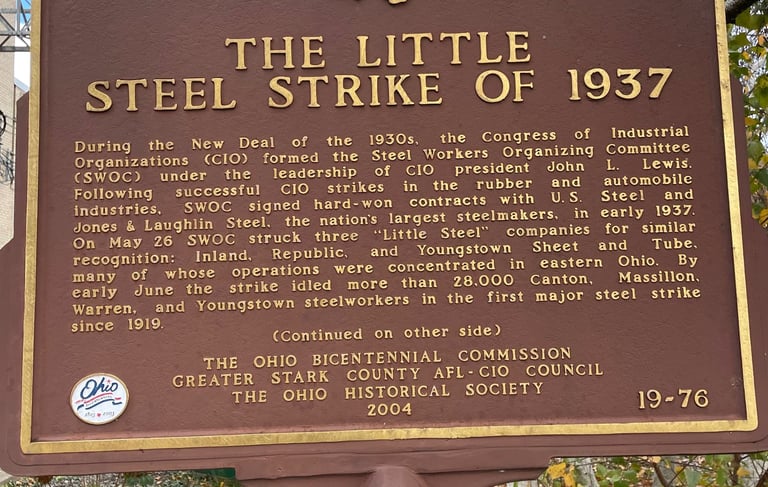 THE LITTLE
STEEL STRIKE OF 1937
During the New Deal of the 1930s, the Congress of Industrial
Organizations (CIO) formed the Steel Workers Organizing Committee
(SWOC) under the leadership of CIO president John L. Lewis.
Following successful CIO strikes in the rubber and automobile
industries, SWOC signed hard-won contracts with U.S. Steel and
Jones & Laughlin Steel, the nation's largest steelmakers, in early 1937.
On May 26 SWOC struck three "Little Steel" companies for similar
recognition: Inland, Republic, and Youngstown Sheet and Tube,
many of whose operations were concentrated in eastern Ohio. By
early June the strike idled more than 28,000 Canton, Massillon,
Warren, and Youngstown steelworkers in the first major steel strike
since 1919.
(Continued on other side)
THE OHIO BICENTENNIAL COMMISSION
GREATER STARK COUNTY AFL-CIO COUNCIL
THE OHIO HISTORICAL SOCIETY
2004
19-76
Ohio